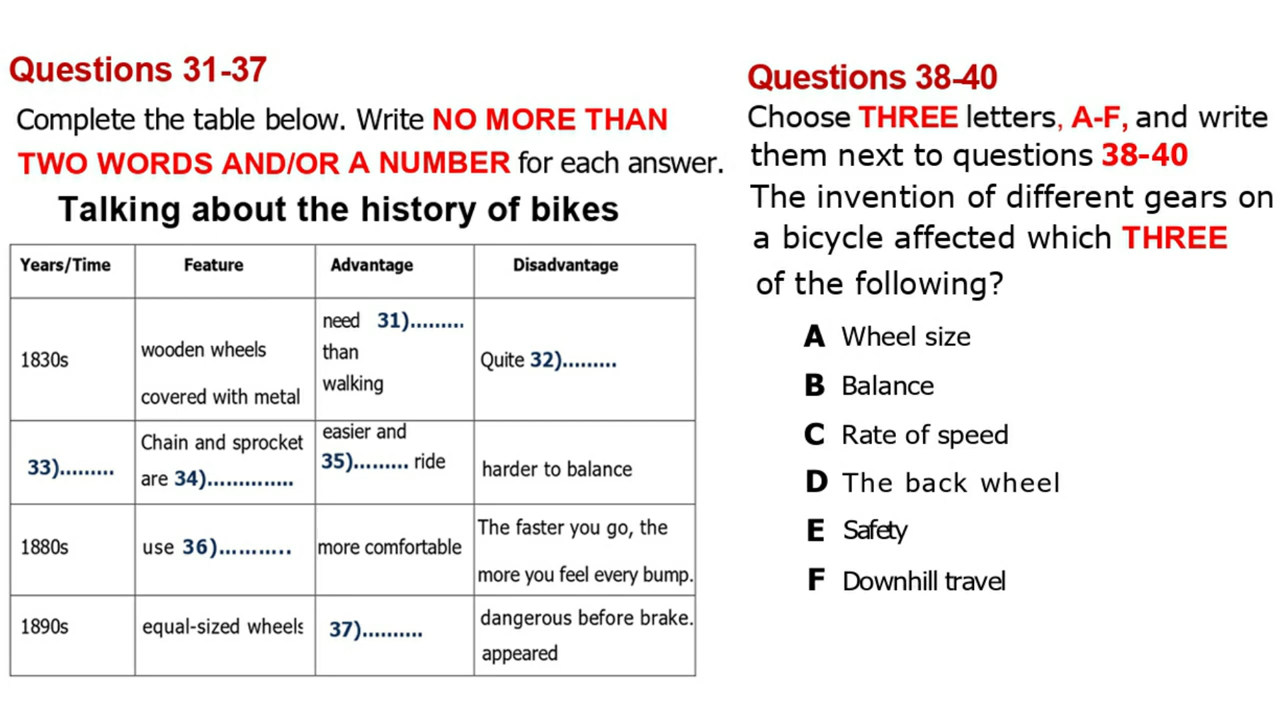 Questions 31-37
Complete the table below. Write NO MORE THAN
TWO WORDS AND/OR A NUMBER for each answer.
Talking about the history of bikes
Years/Time Feature Advantage Disadvantage
1830s
wooden wheels
covered with metal
need 31).........
than
walking
Quite 32).........
33).........
Chain and sprocket
are 34)..............
easier and
35)......... ride
harder to balance
1880s
use 36)...........
more comfortable
The faster you go, the
more you feel every bump.
1890s
equal-sized wheels
37)..........
dangerous before brake.
appeared
Questions 38-40
Choose THREE letters, A-F, and write
them next to questions 38-40
The invention of different gears on
a bicycle affected which THREE
of the following?
A Wheel size
B Balance
C Rate of speed
D The back wheel
E Safety
F Downhill travel